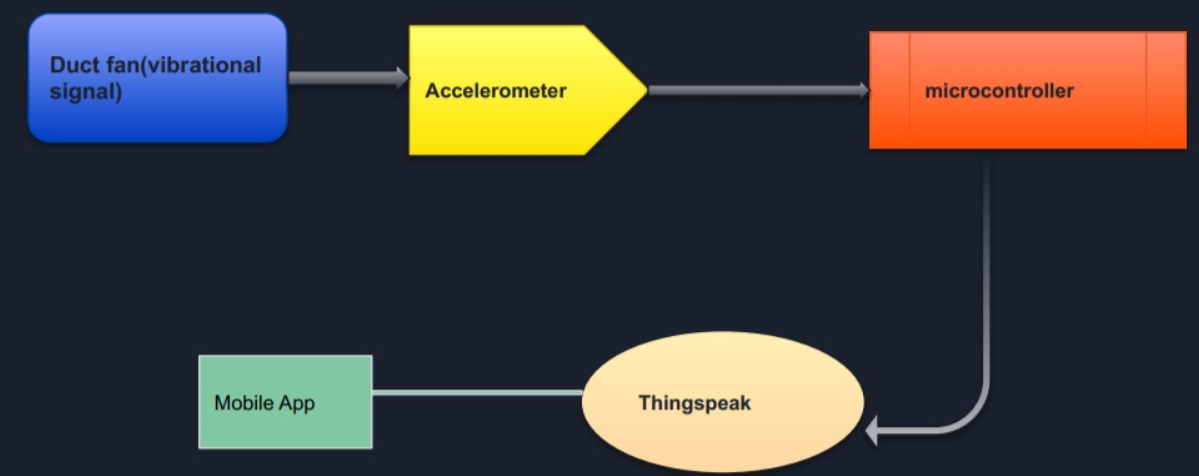 Duct fan(vibrational
signal)
Accelerometer
microcontroller
Mobile App
Thingspeak